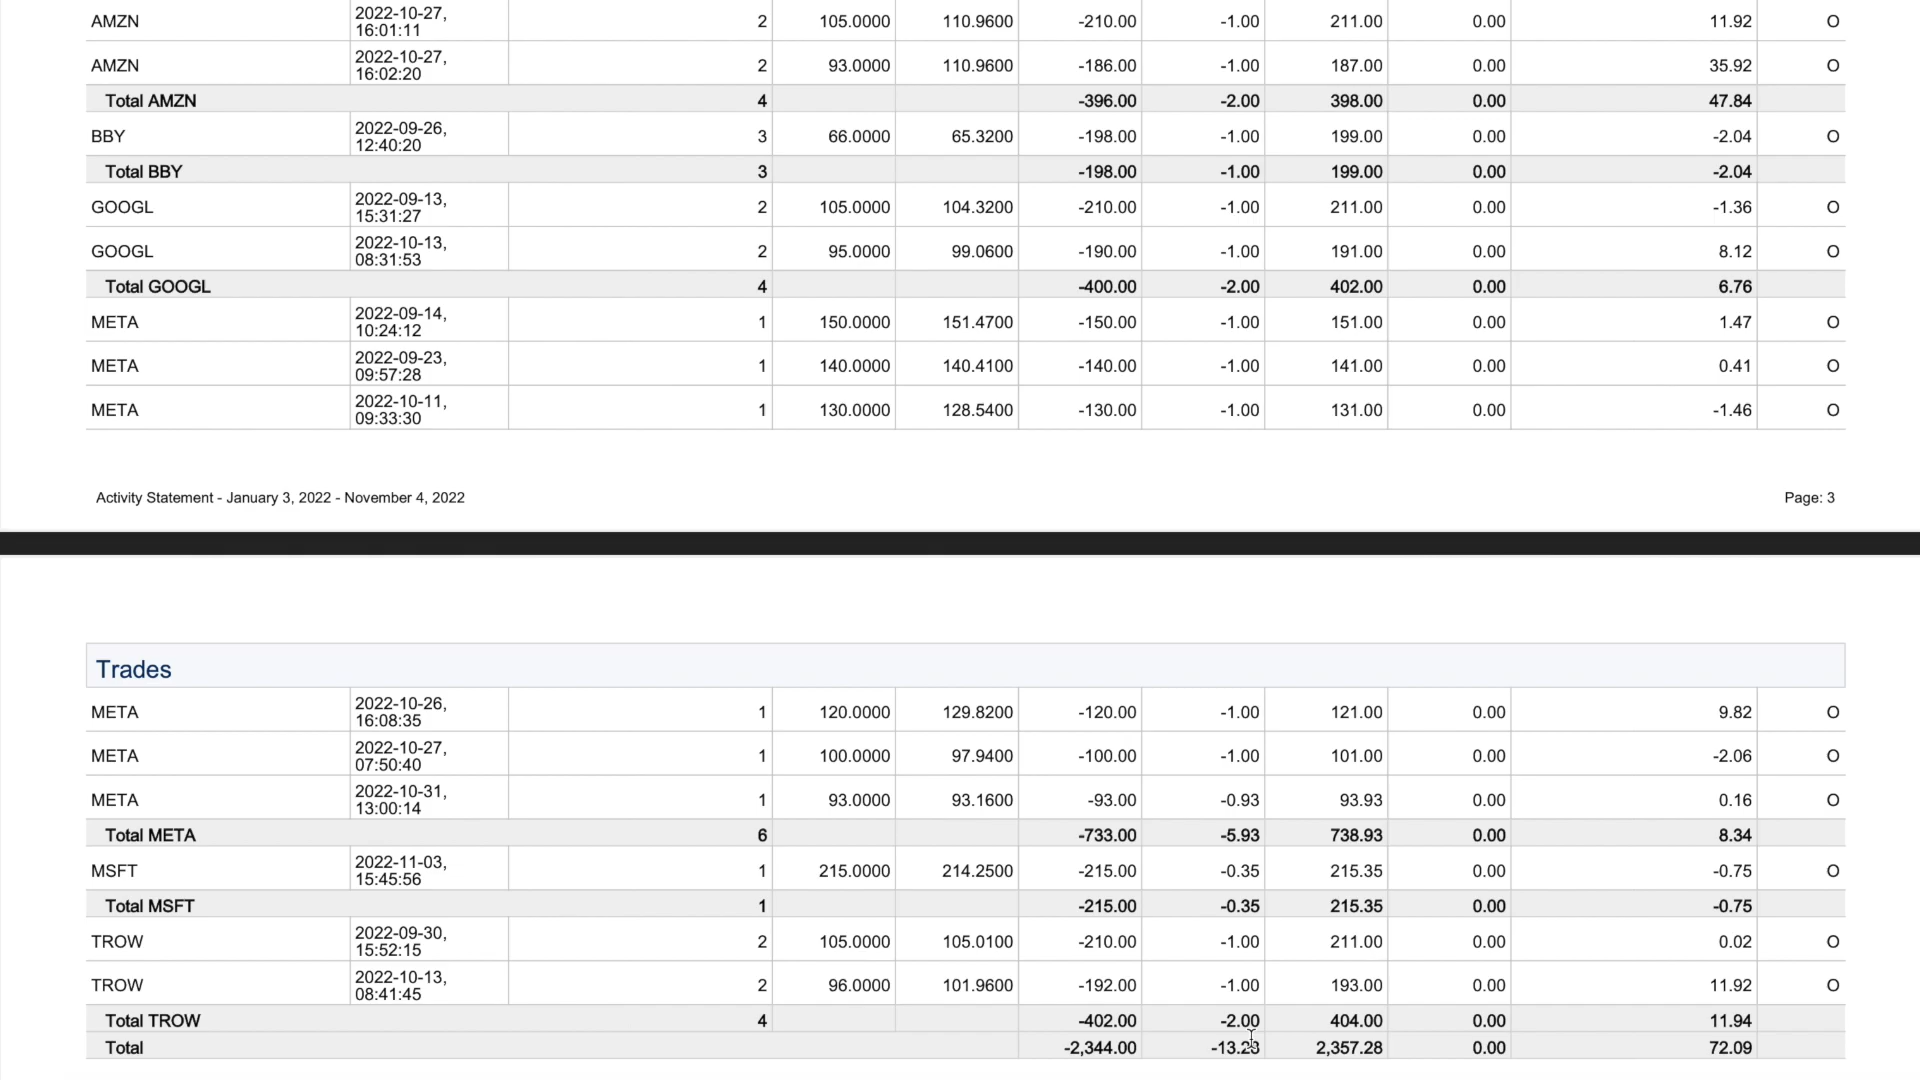 AMZN 2022-10-27, 16:01:11 2 105.0000 110.9600 -210.00 -1.00 211.00 0.00 11.92 O
AMZN 2022-10-27, 16:02:20 2 93.0000 110.9600 -186.00 -1.00 187.00 0.00 35.92 O
Total AMZN 4 -396.00 -2.00 398.00 0.00 47.84
BBY 2022-09-26, 12:40:20 3 66.0000 65.3200 -198.00 -1.00 199.00 0.00 -2.04 O
Total BBY 3 -198.00 -1.00 199.00 0.00 -2.04
GOOGL 2022-09-13, 15:31:27 2 105.0000 104.3200 -210.00 -1.00 211.00 0.00 -1.36 O
GOOGL 2022-10-13, 08:31:53 2 95.0000 99.0600 -190.00 -1.00 191.00 0.00 8.12 O
Total GOOGL 4 -400.00 -2.00 402.00 0.00 6.76
META 2022-09-14, 10:24:12 1 150.0000 151.4700 -150.00 -1.00 151.00 0.00 1.47 O
META 2022-09-23, 09:57:28 1 140.0000 140.4100 -140.00 -1.00 141.00 0.00 0.41 O
META 2022-10-11, 09:33:30 1 130.0000 128.5400 -130.00 -1.00 131.00 0.00 -1.46 O
Activity Statement - January 3, 2022 - November 4, 2022 Page: 3
Trades
META 2022-10-26, 16:08:35 1 120.0000 129.8200 -120.00 -1.00 121.00 0.00 9.82 O
META 2022-10-27, 07:50:40 1 100.0000 97.9400 -100.00 -1.00 101.00 0.00 -2.06 O
META 2022-10-31, 13:00:14 1 93.0000 93.1600 -93.00 -0.93 93.93 0.00 0.16 O
Total META 6 -733.00 -5.93 738.93 0.00 8.34
MSFT 2022-11-03, 15:45:56 1 215.0000 214.2500 -215.00 -0.35 215.35 0.00 -0.75 O
Total MSFT 1 -215.00 -0.35 215.35 0.00 -0.75
TROW 2022-09-30, 15:52:15 2 105.0000 105.0100 -210.00 -1.00 211.00 0.00 0.02 O
TROW 2022-10-13, 08:41:45 2 96.0000 101.9600 -192.00 -1.00 193.00 0.00 11.92 O
Total TROW 4 -402.00 -2.00 404.00 0.00 11.94
Total -2,344.00 -13.28 2,357.28 0.00 72.09